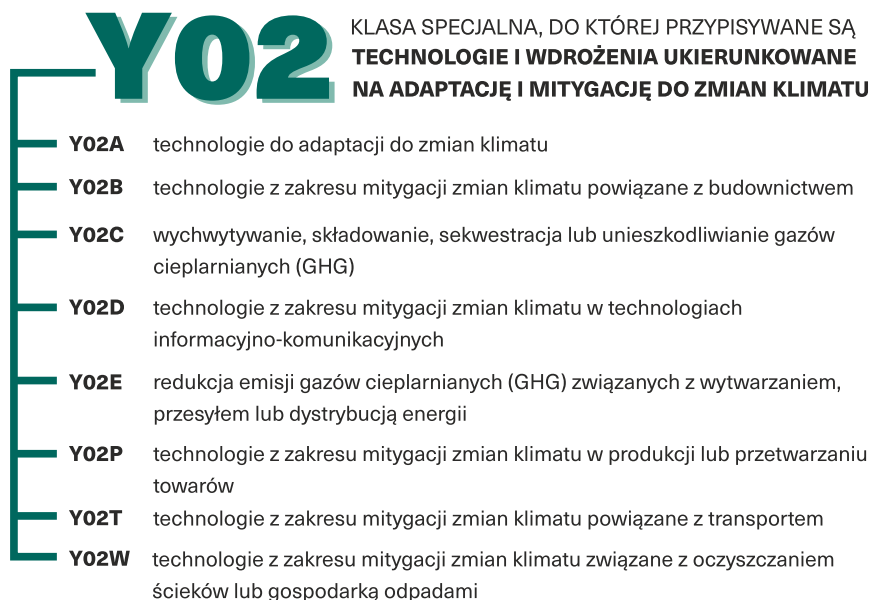 Y02
KLASA SPECJALNA, DO KTÓREJ PRZYPISYWANE SĄ
TECHNOLOGIE I WDROŻENIA UKIERUNKOWANE
NA ADAPTACJĘ I MITYGACJĘ DO ZMIAN KLIMATU
Y02A technologie do adaptacji do zmian klimatu
Y02B technologie z zakresu mitygacji zmian klimatu powiązane z budownictwem
Y02C wychwytywanie, składowanie, sekwestracja lub unieszkodliwianie gazów
cieplarnianych (GHG)
Y02D technologie z zakresu mitygacji zmian klimatu w technologiach
informacyjno-komunikacyjnych
Y02E redukcja emisji gazów cieplarnianych (GHG) związanych z wytwarzaniem,
przesyłem lub dystrybucją energii
Y02P technologie z zakresu mitygacji zmian klimatu w produkcji lub przetwarzaniu
towarów
Y02T technologie z zakresu mitygacji zmian klimatu powiązane z transportem
Y02W technologie z zakresu mitygacji zmian klimatu związane z oczyszczaniem
ścieków lub gospodarką odpadami